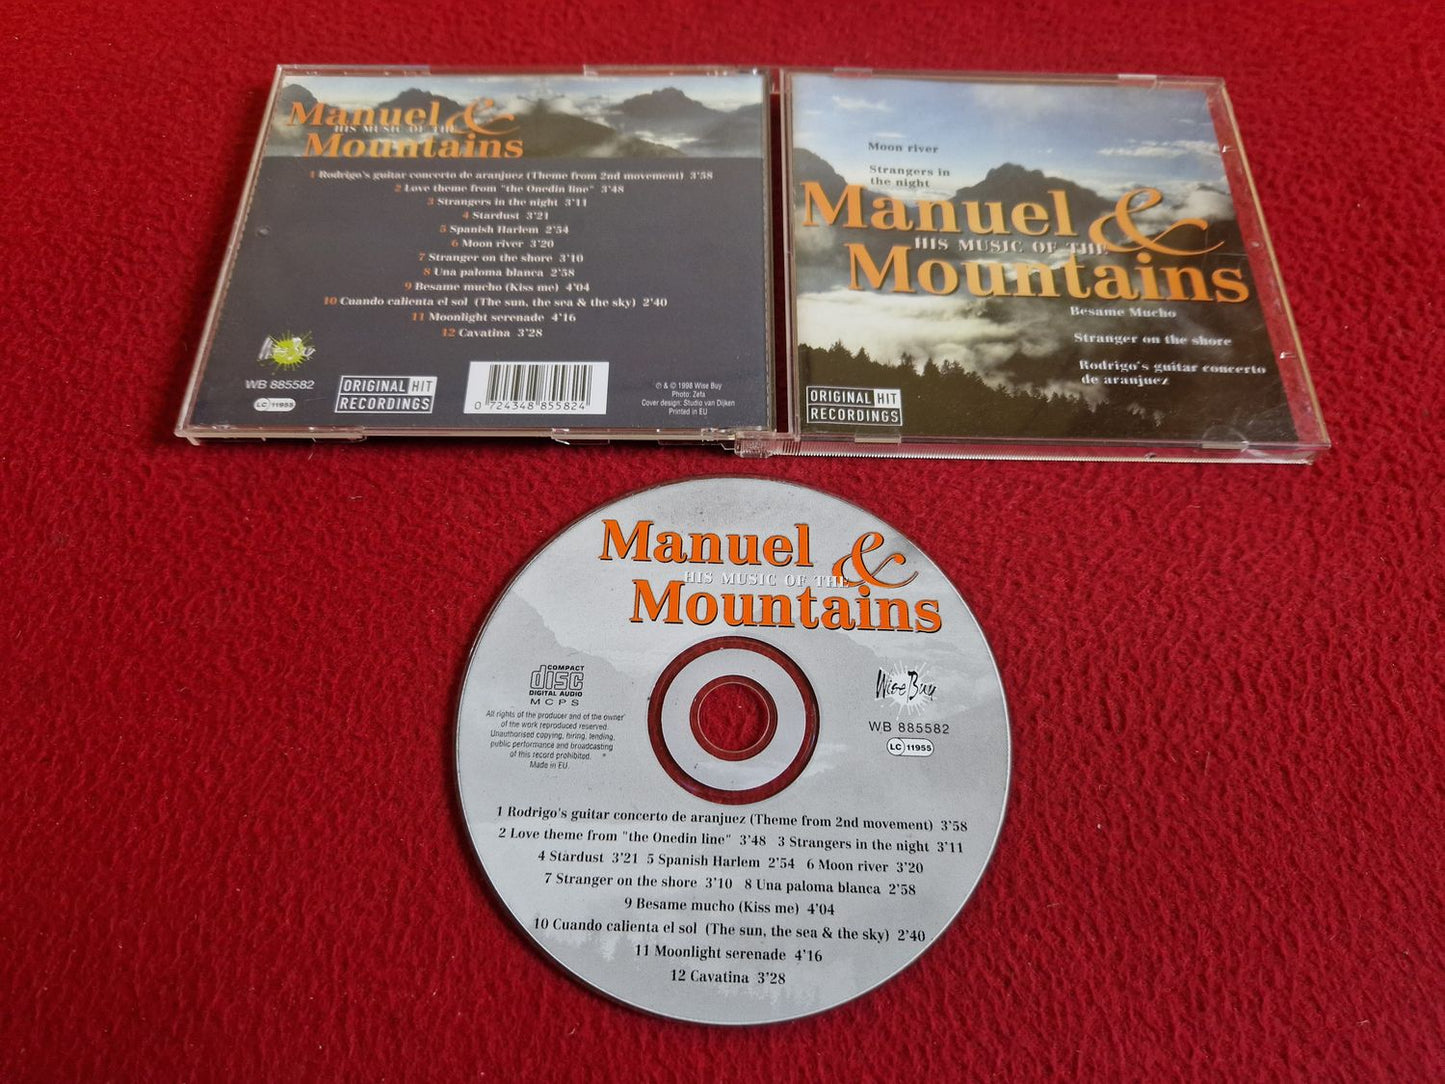 Manuel &
HIS MUSIC OF THE
Mountains
1 Rodrigo's guitar concerto de aranjuez (Theme from 2nd movement) 3'58
2 Love theme from "the Onedin line" 3'48
3 Strangers in the night 3'11
4 Stardust 3'21
5 Spanish Harlem 2'54
6 Moon river 3'20
7 Stranger on the shore 3'10
8 Una paloma blanca 2'58
9 Besame mucho (Kiss me) 4'04
10 Cuando calienta el sol (The sun, the sea & the sky) 2'40
11 Moonlight serenade 4'16
12 Cavatina 3'28
Wise Buy
WB 885582
LC 11955
ORIGINAL HIT
RECORDINGS
0 724348 855824
℗ & © 1998 Wise Buy
Photo: Zefa
Cover design: Studio van Dijken
Printed in EU
Moon river
Strangers in
the night
Manuel &
HIS MUSIC OF THE
Mountains
Besame Mucho
Stranger on the shore
Rodrigo's guitar concerto
de aranjuez
ORIGINAL HIT
RECORDINGS
Manuel &
HIS MUSIC OF THE
Mountains
COMPACT
disc
DIGITAL AUDIO
MCPS
All rights of the producer and of the owner
of the work reproduced reserved.
Unauthorised copying, hiring, lending,
public performance and broadcasting
of this record prohibited.
Made in EU.
Wise Buy
WB 885582
LC 11955
1 Rodrigo's guitar concerto de aranjuez (Theme from 2nd movement) 3'58
2 Love theme from "the Onedin line" 3'48 3 Strangers in the night 3'11
4 Stardust 3'21 5 Spanish Harlem 2'54 6 Moon river 3'20
7 Stranger on the shore 3'10 8 Una paloma blanca 2'58
9 Besame mucho (Kiss me) 4'04
10 Cuando calienta el sol (The sun, the sea & the sky) 2'40
11 Moonlight serenade 4'16
12 Cavatina 3'28